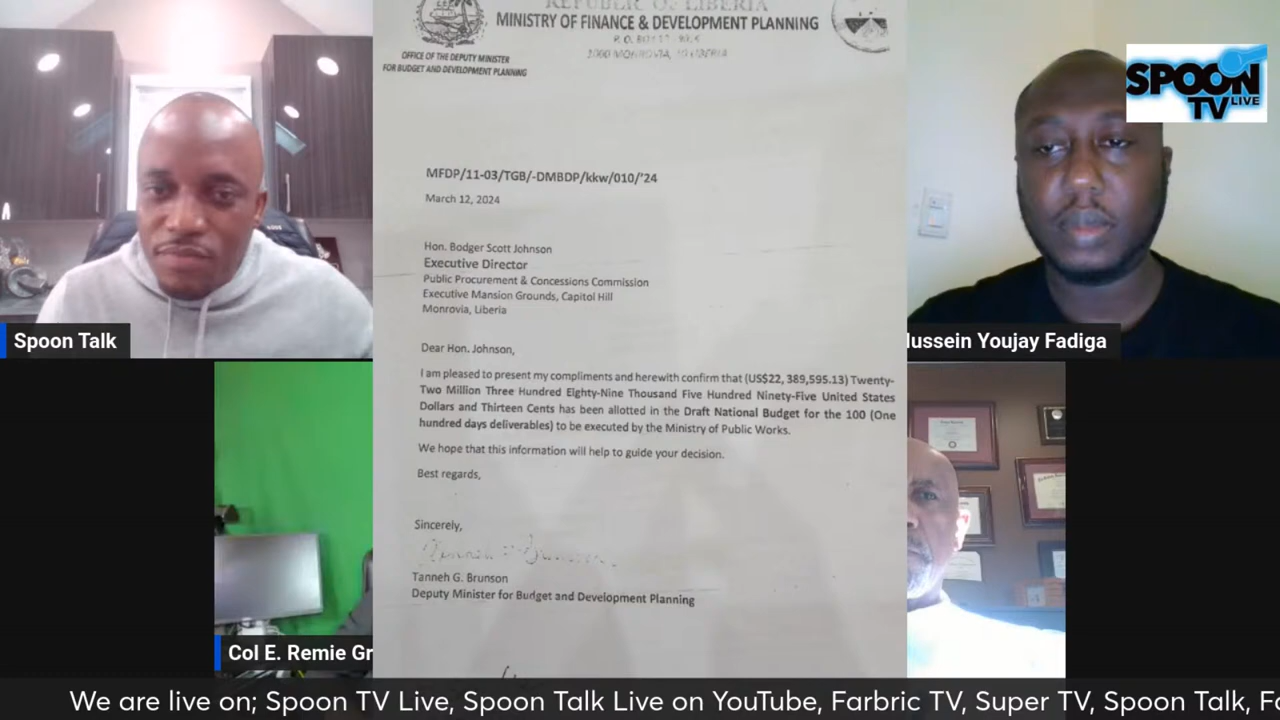 REPUBLIC OF LIBERIA
MINISTRY OF FINANCE & DEVELOPMENT PLANNING
1000 MONROVIA, 10 LIBERIA
OFFICE OF THE DEPUTY MINISTER
FOR BUDGET AND DEVELOPMENT PLANNING
SPOON
TV LIVE
MFDP/11-03/TGB/-DMBDP/kkw/010/'24
March 12, 2024
Hon. Bodger Scott Johnson
Executive Director
Public Procurement & Concessions Commission
Executive Mansion Grounds, Capitol Hill
Monrovia, Liberia
Spoon Talk
ussein Youjay Fadiga
Dear Hon. Johnson,
I am pleased to present my compliments and herewith confirm that (US$22, 389,595.13) Twenty-
Two Million Three Hundred Eighty-Nine Thousand Five Hundred Ninety-Five United States
Dollars and Thirteen Cents has been allotted in the Draft National Budget for the 100 (One
hundred days deliverables) to be executed by the Ministry of Public Works.
We hope that this information will help to guide your decision.
Best regards,
Sincerely,
Tanneh G. Brunson
Deputy Minister for Budget and Development Planning
Col E. Remie Gr
We are live on; Spoon TV Live, Spoon Talk Live on YouTube, Farbric TV, Super TV, Spoon Talk, Fa